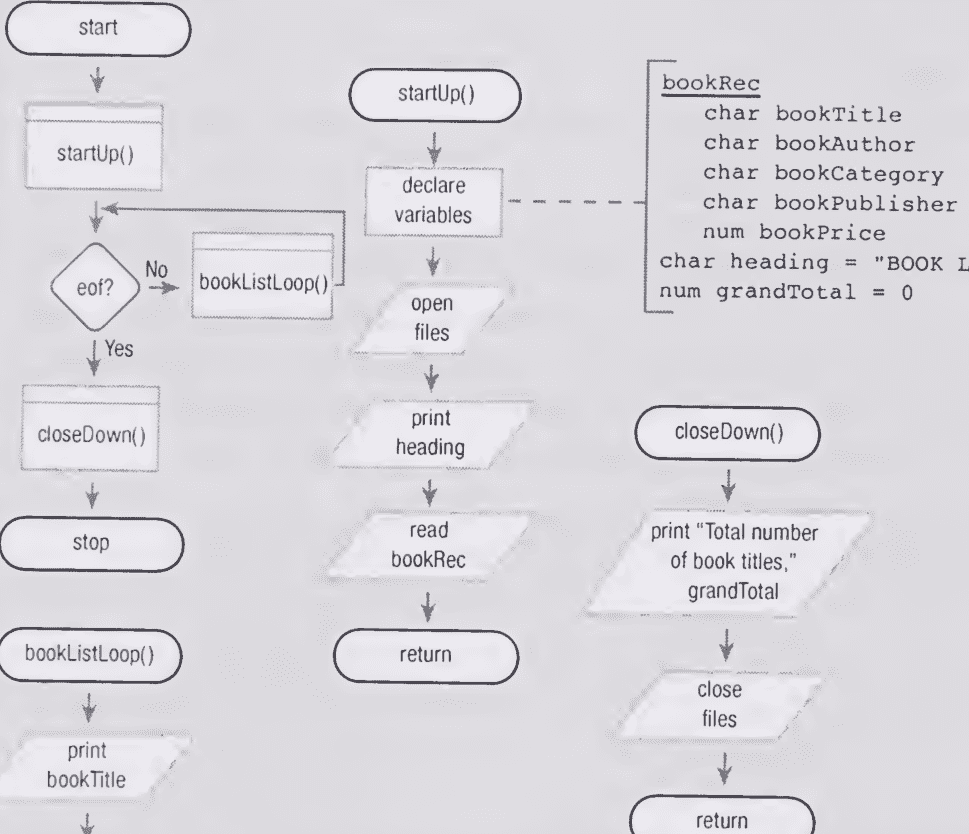 start
startUp()
eof?
No
bookListLoop()
Yes
closeDown()
stop
bookListLoop()
print
bookTitle
startUp()
declare
variables
open
files
print
heading
read
bookRec
return
bookRec
char bookTitle
char bookAuthor
char bookCategory
char bookPublisher
num bookPrice
char heading = "BOOK L
num grandTotal = 0
closeDown()
print “Total number
of book titles,”
grandTotal
close
files
return